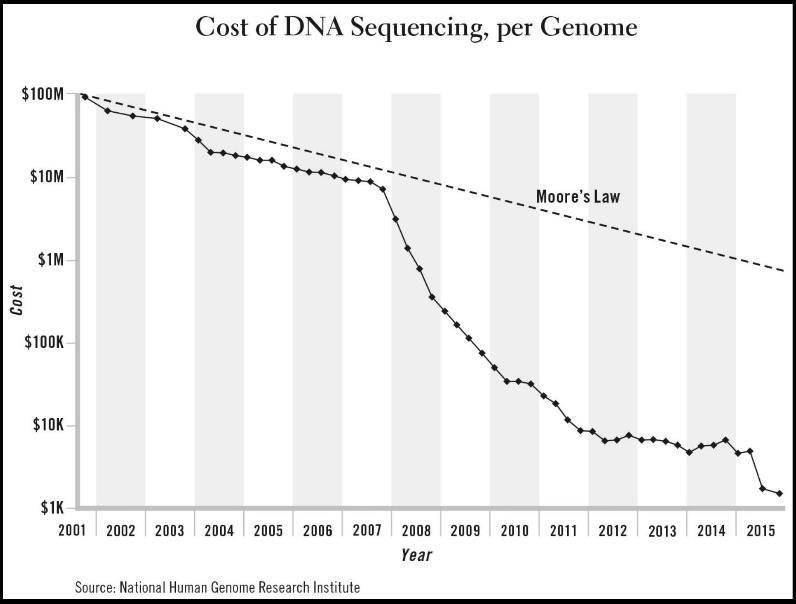 Cost of DNA Sequencing, per Genome
$100M
$10M
Moore's Law
$1M
Cost
$100K
$10K
$1K
2001 2002 2003 2004 2005 2006 2007 2008 2009 2010 2011 2012 2013 2014 2015
Year
Source: National Human Genome Research Institute